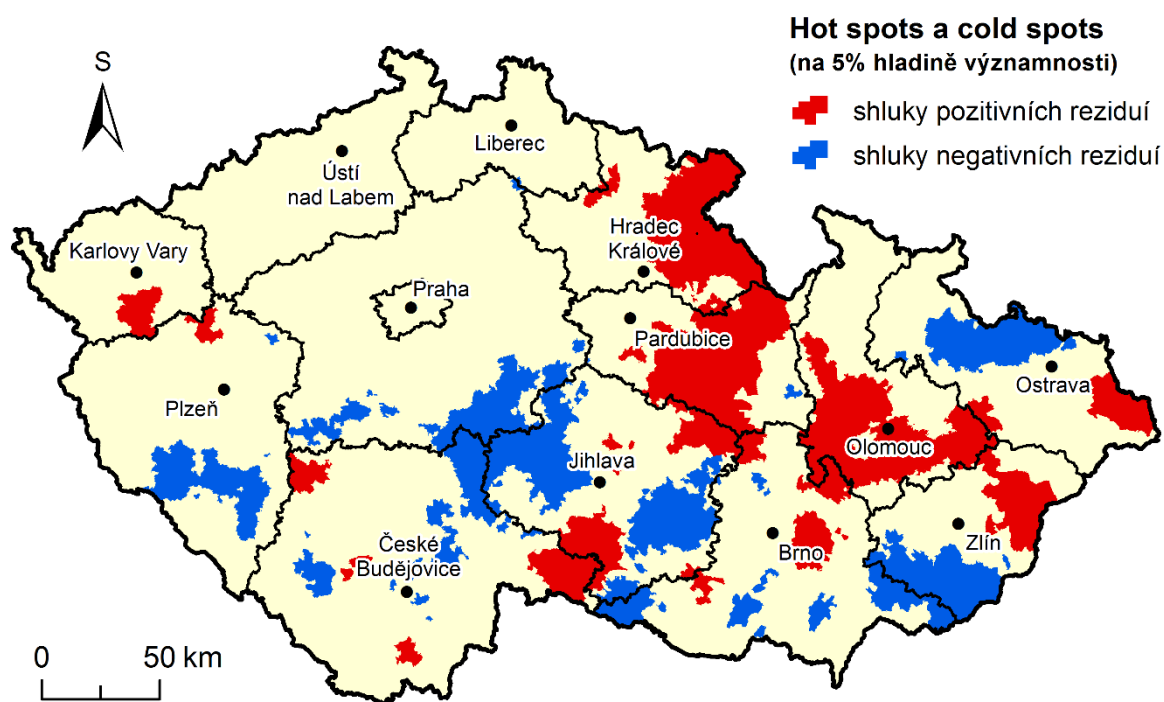 Hot spots a cold spots
(na 5% hladině významnosti)
shluky pozitivních reziduí
shluky negativních reziduí
S
Liberec
Ústí
nad Labem
Hradec
Králové
Karlovy Vary
Praha
Pardubice
Ostrava
Plzeň
Olomouc
Jihlava
Zlín
Brno
České
Budějovice
0 50 km